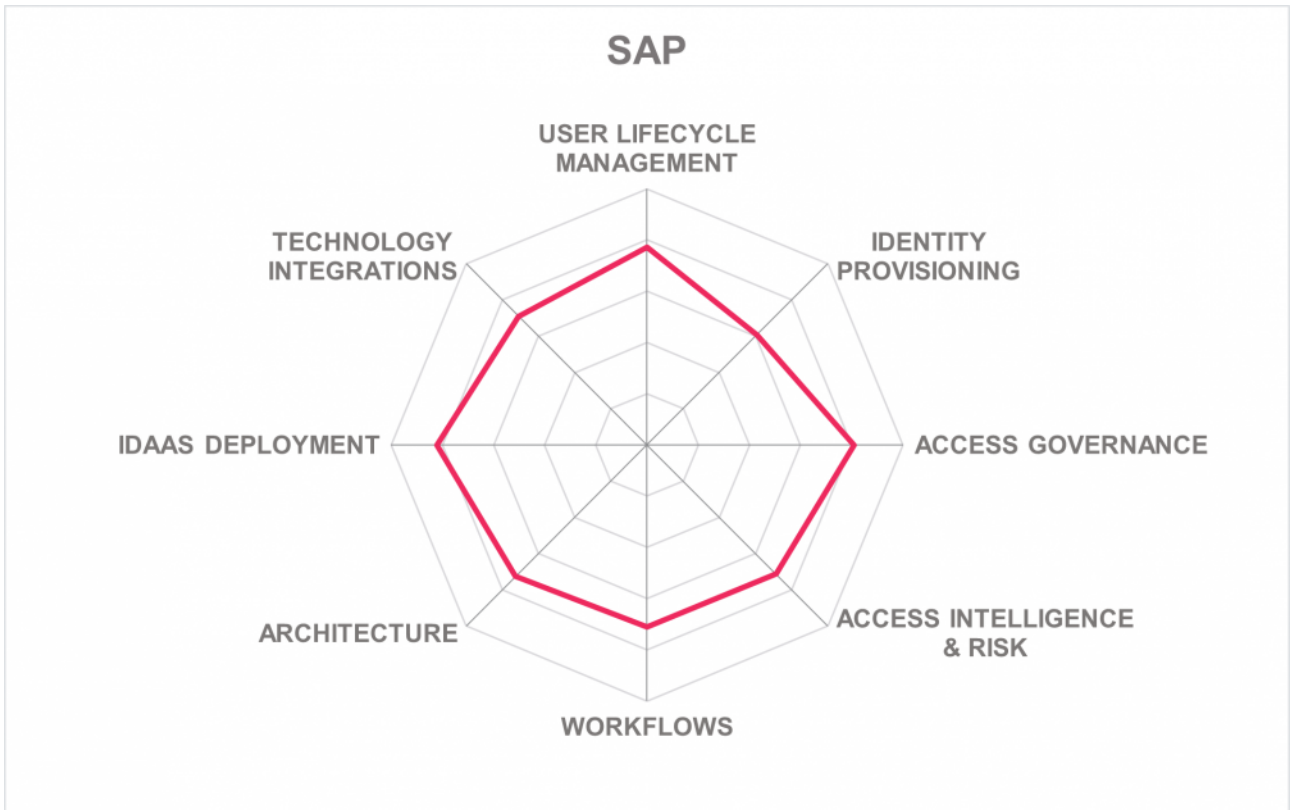 SAP
USER LIFECYCLE
MANAGEMENT
IDENTITY
PROVISIONING
ACCESS GOVERNANCE
ACCESS INTELLIGENCE
& RISK
WORKFLOWS
ARCHITECTURE
IDAAS DEPLOYMENT
TECHNOLOGY
INTEGRATIONS